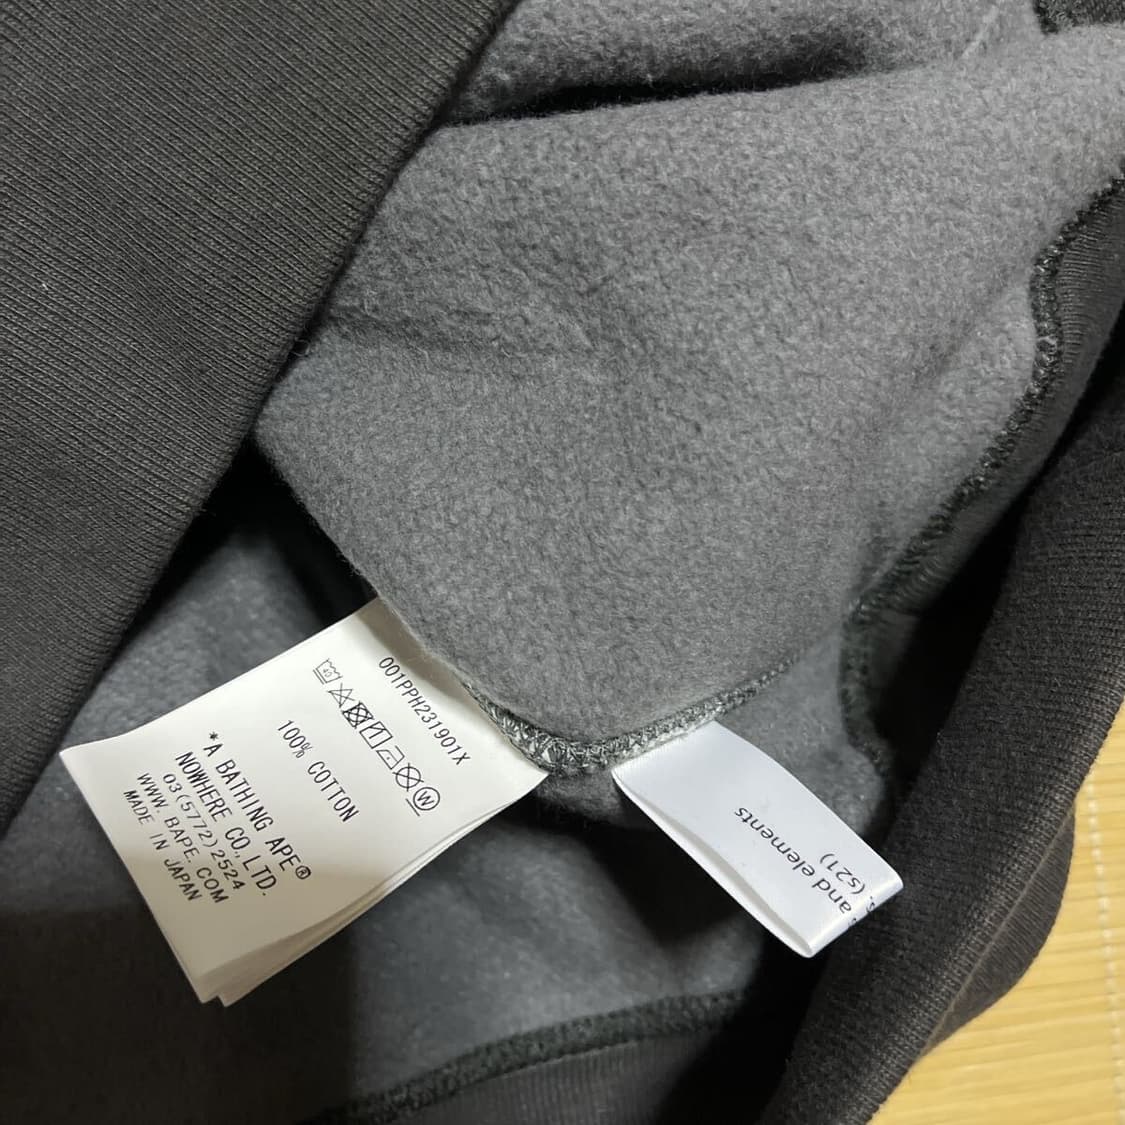 001PPH231901X
40
W
100% COTTON
*A BATHING APE®
NOWHERE CO., LTD.
03(5772)2524
WWW. BAPE. COM
MADE IN JAPAN
and elements
(s21)